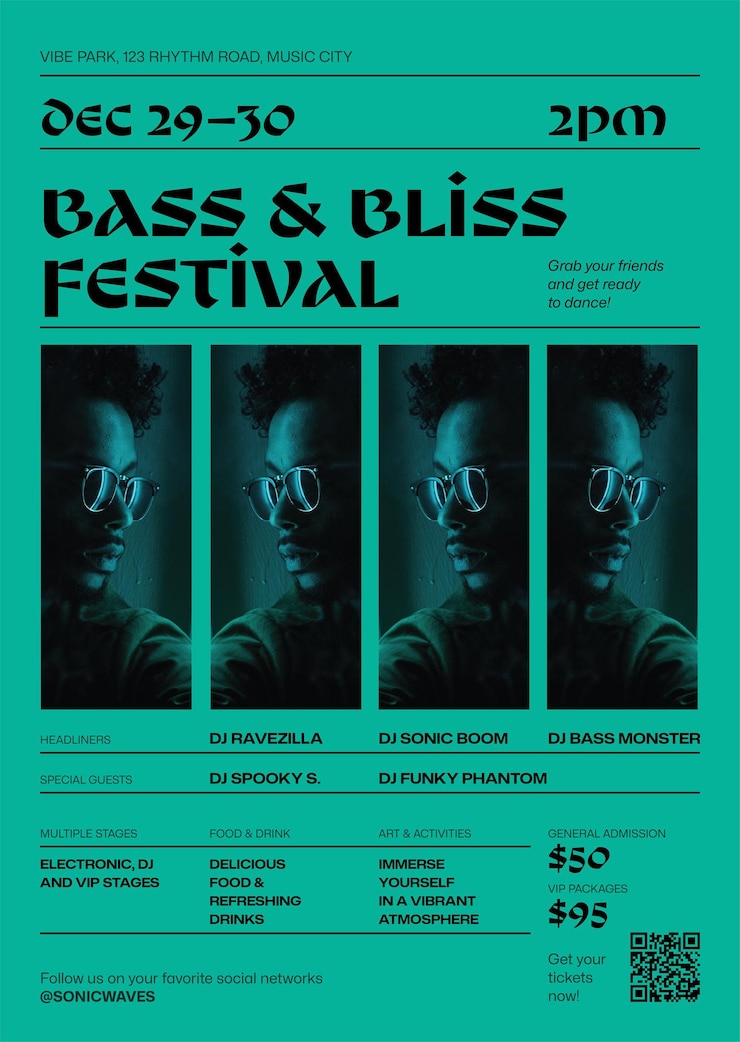 VIBE PARK, 123 RHYTHM ROAD, MUSIC CITY
DEC 29–30
2PM
BASS & BLISS
FESTIVAL
Grab your friends
and get ready
to dance!
HEADLINERS
DJ RAVEZILLA
DJ SONIC BOOM
DJ BASS MONSTER
SPECIAL GUESTS
DJ SPOOKY S.
DJ FUNKY PHANTOM
MULTIPLE STAGES
ELECTRONIC, DJ
AND VIP STAGES
FOOD & DRINK
DELICIOUS
FOOD &
REFRESHING
DRINKS
ART & ACTIVITIES
IMMERSE
YOURSELF
IN A VIBRANT
ATMOSPHERE
GENERAL ADMISSION
$50
VIP PACKAGES
$95
Get your
tickets
now!
Follow us on your favorite social networks
@SONICWAVES